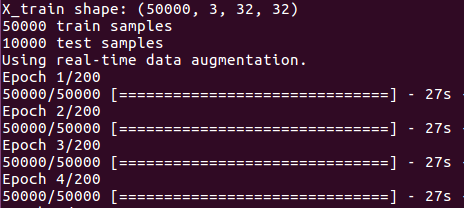 X_train shape: (50000, 3, 32, 32)
50000 train samples
10000 test samples
Using real-time data augmentation.
Epoch 1/200
50000/50000 [==============================] - 27s -
Epoch 2/200
50000/50000 [==============================] - 27s -
Epoch 3/200
50000/50000 [==============================] - 27s -
Epoch 4/200
50000/50000 [==============================] - 27s -